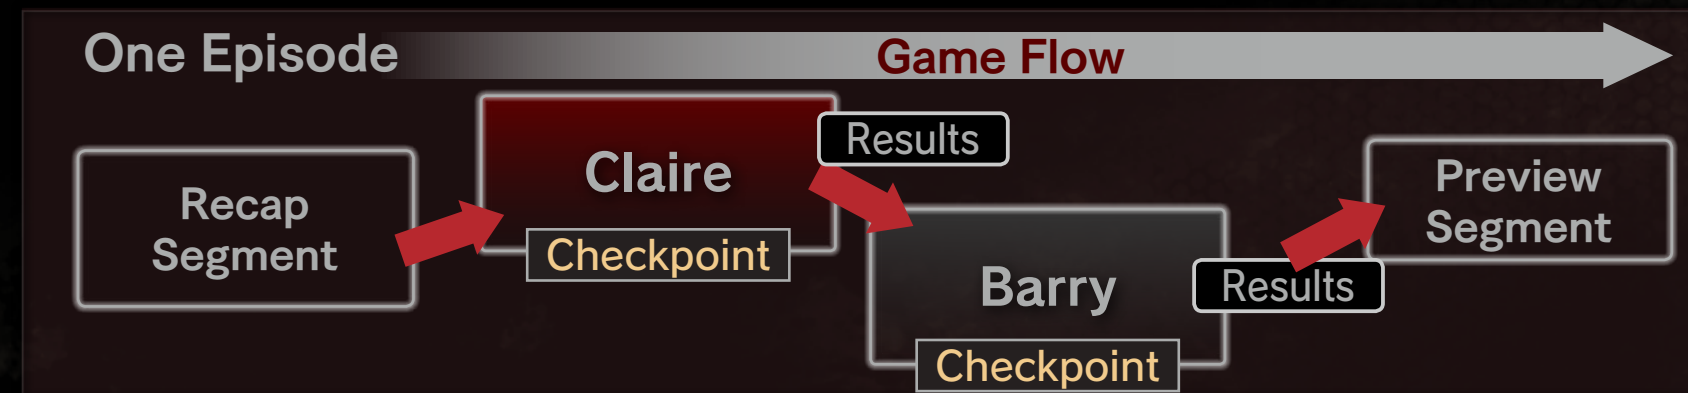 One Episode
Game Flow
Recap
Segment
Claire
Checkpoint
Results
Barry
Checkpoint
Results
Preview
Segment